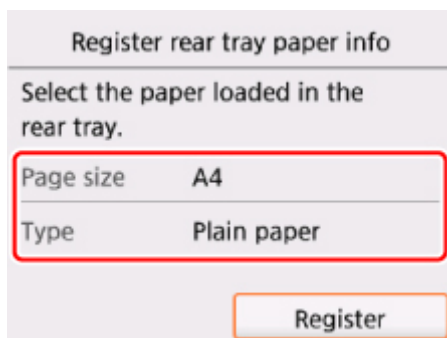 Register rear tray paper info
Select the paper loaded in the
rear tray.
Page size A4
Type Plain paper
Register